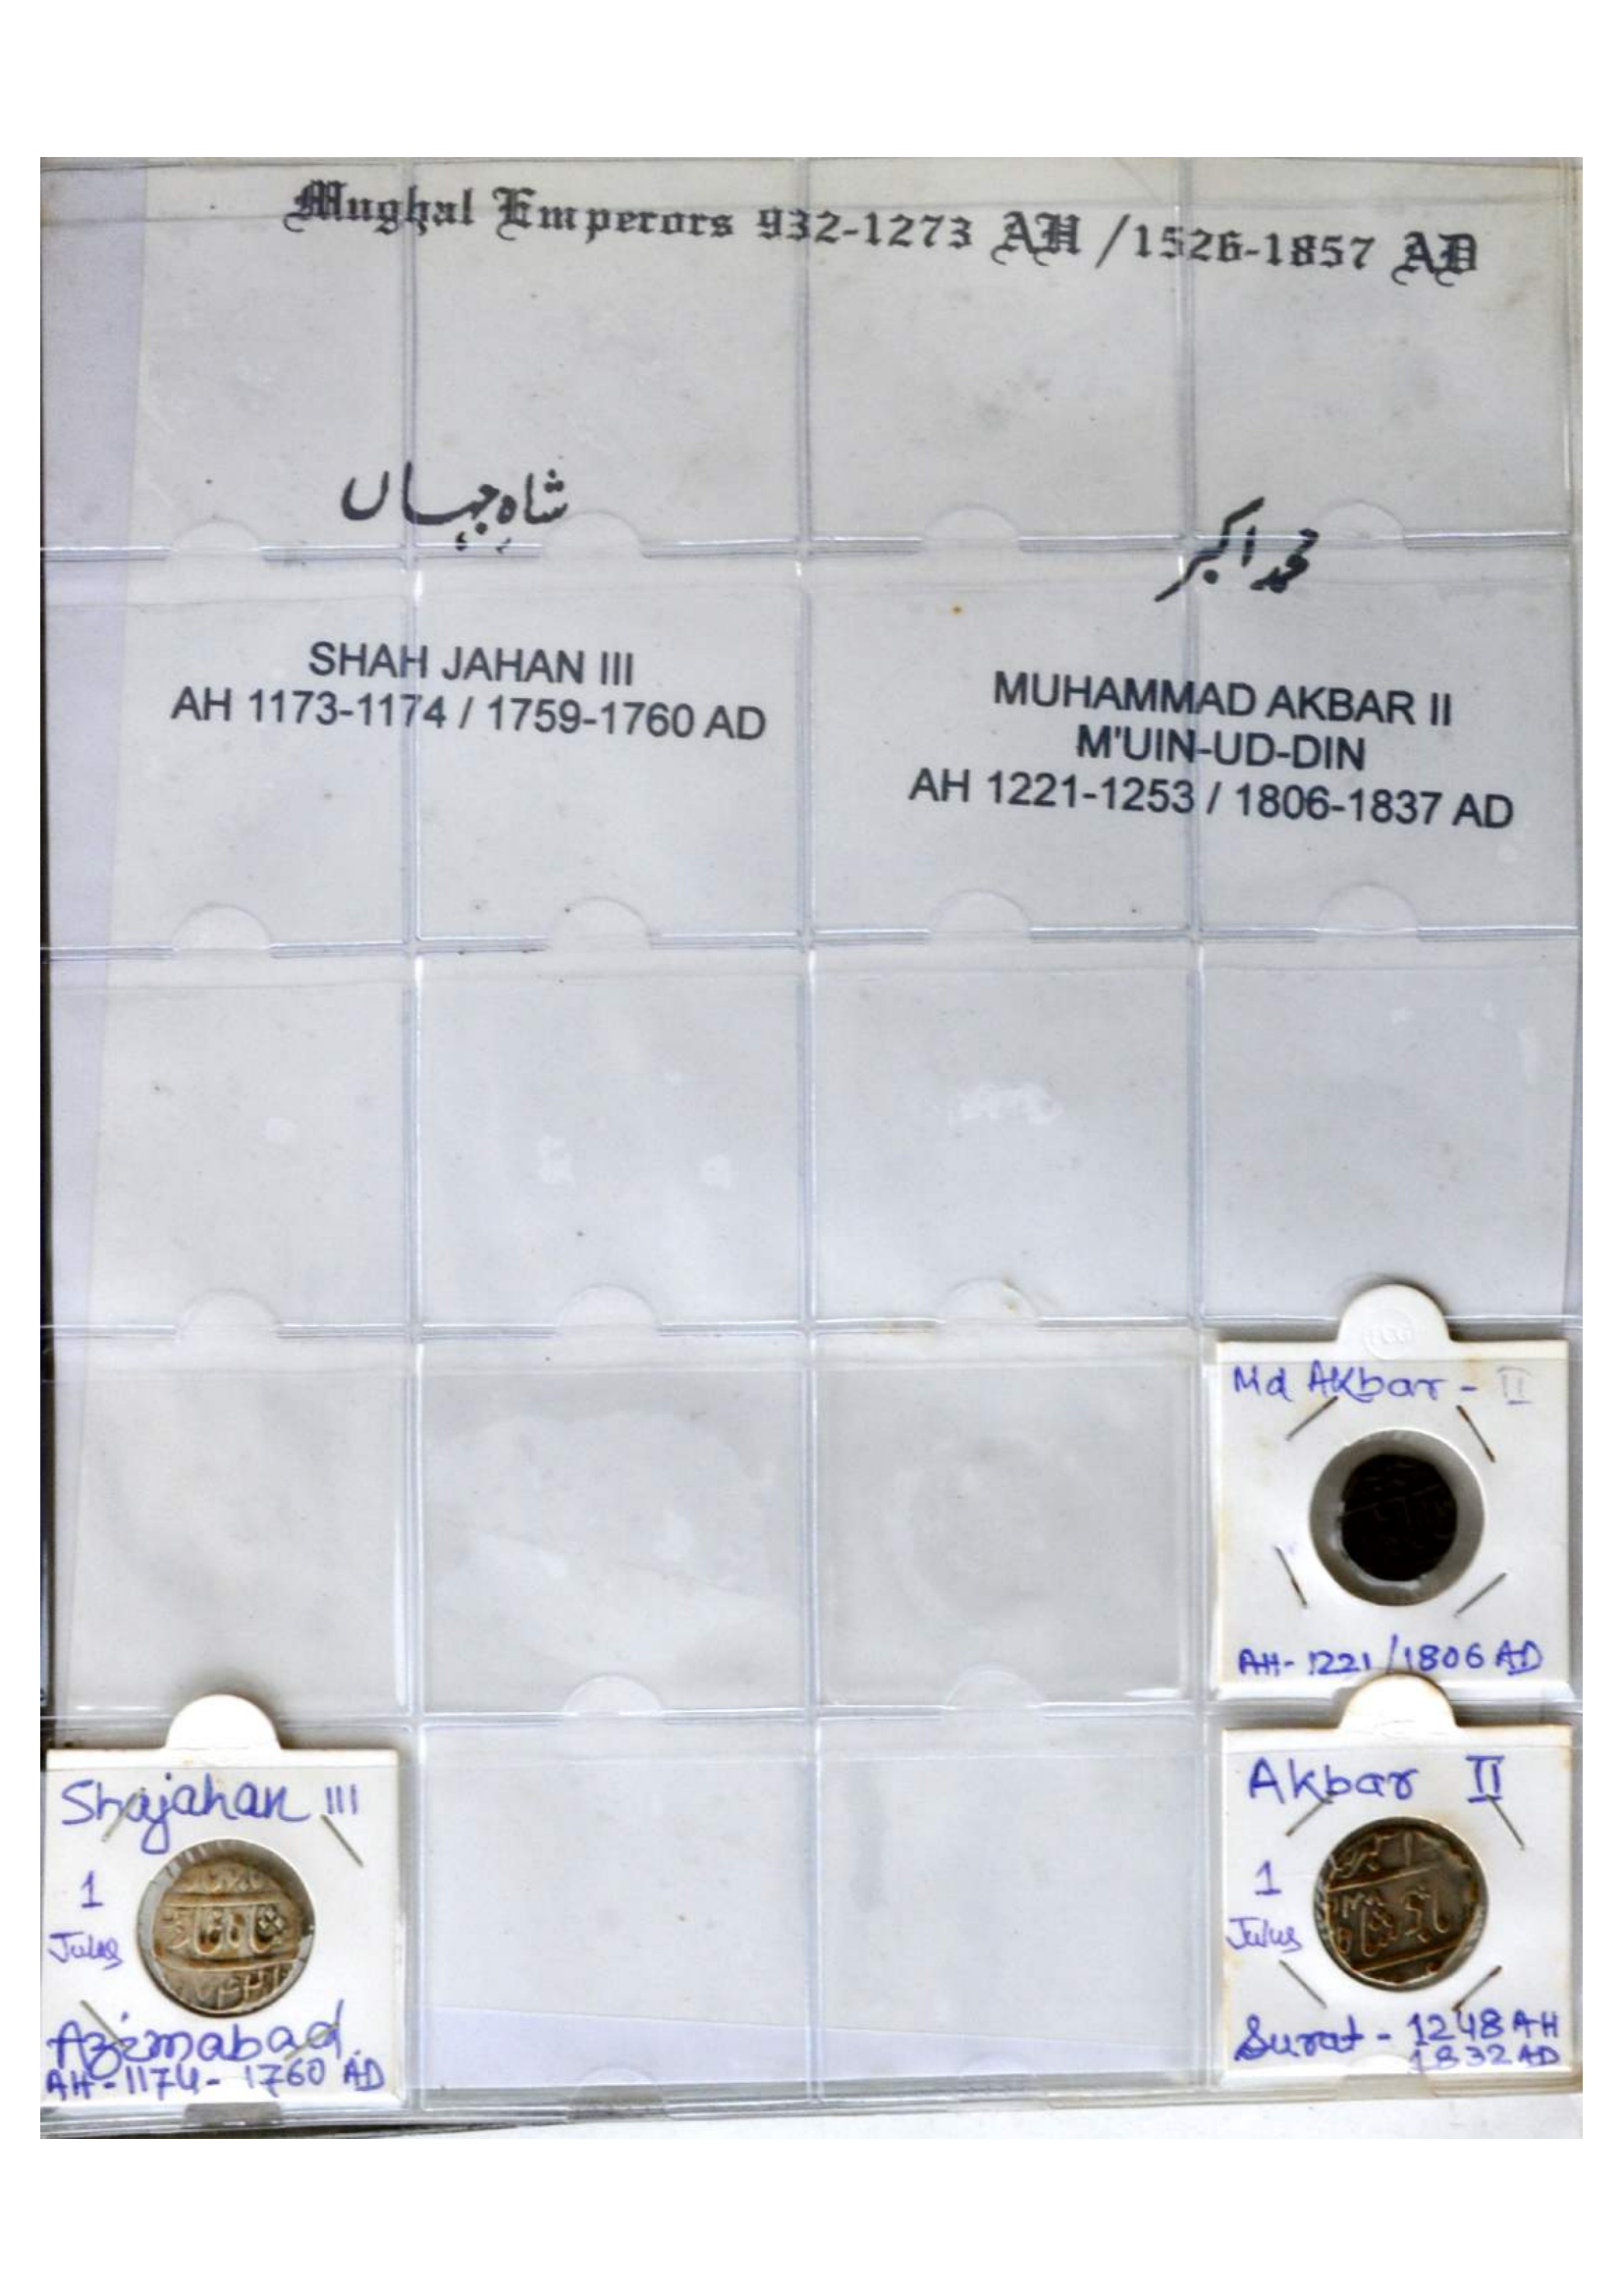 Mughal Emperors 932-1273 AH / 1526-1857 AD
شاہِ جہاں
محمد اکبر
SHAH JAHAN III
AH 1173-1174 / 1759-1760 AD
MUHAMMAD AKBAR II
M'UIN-UD-DIN
AH 1221-1253 / 1806-1837 AD
Md Akbar - II
AH- 1221/1806 AD
Shajahan III
1
Julus
Azimabad
AH-1174- 1760 AD
Akbar II
1
Julus
Surat - 1248 AH
1832 AD